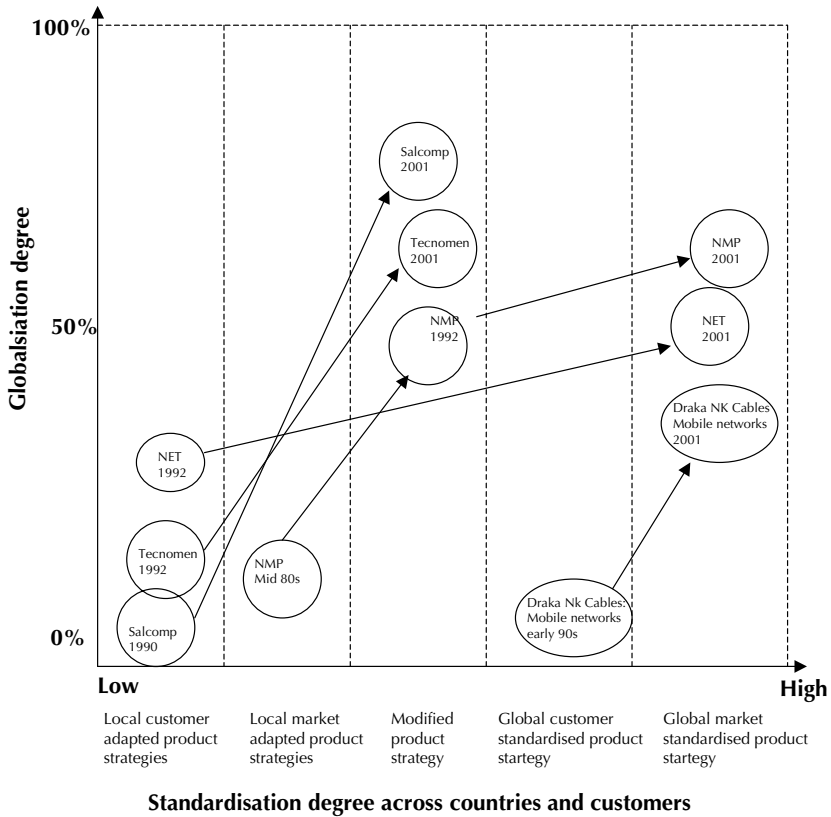 100%
Salcomp
2001
Tecnomen
2001
NMP
2001
Globalsiation degree
50%
NMP
1992
NET
2001
Draka NK Cables
Mobile networks
2001
NET
1992
Tecnomen
1992
NMP
Mid 80s
Draka Nk Cables:
Mobile networks
early 90s
Salcomp
1990
0%
Low
High
Local customer
adapted product
strategies
Local market
adapted product
strategies
Modified
product
strategy
Global customer
standardised product
startegy
Global market
standardised product
startegy
Standardisation degree across countries and customers